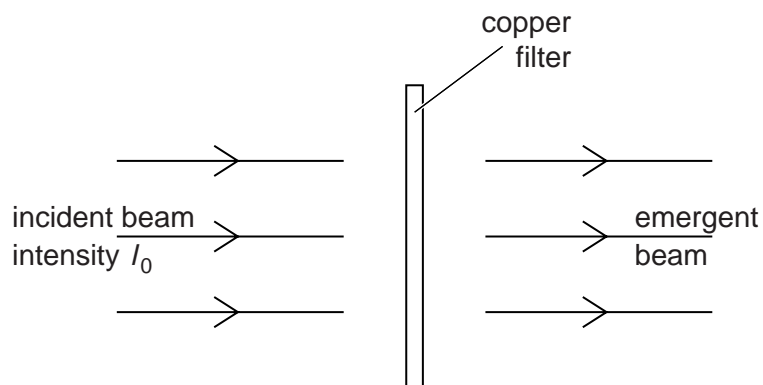 copper
filter
incident beam
intensity I₀
emergent
beam